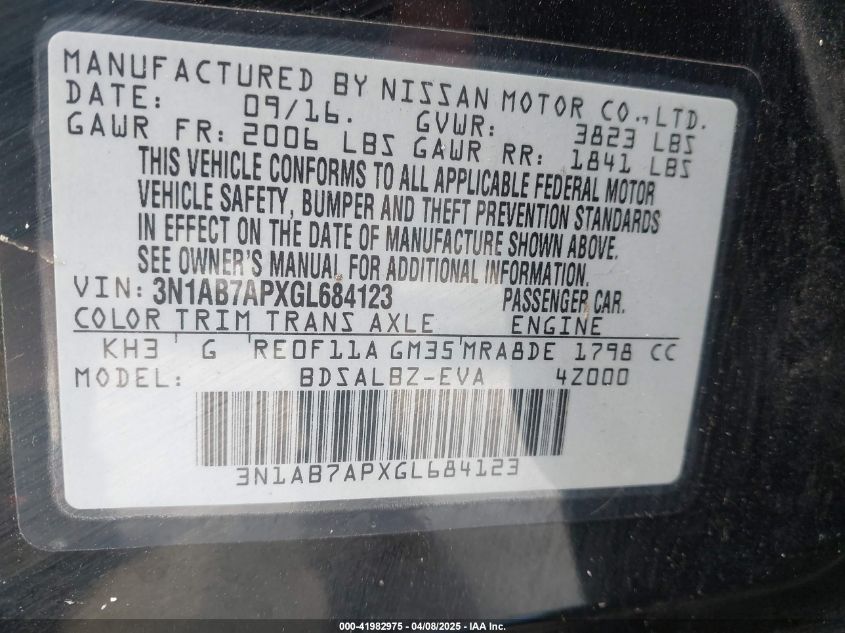 MANUFACTURED BY NISSAN MOTOR CO., LTD.
DATE: 09/16. GVWR: 3823 LBS
GAWR FR: 2006 LBS GAWR RR: 1841 LBS
THIS VEHICLE CONFORMS TO ALL APPLICABLE FEDERAL MOTOR
VEHICLE SAFETY, BUMPER AND THEFT PREVENTION STANDARDS
IN EFFECT ON THE DATE OF MANUFACTURE SHOWN ABOVE.
SEE OWNER'S MANUAL FOR ADDITIONAL INFORMATION.
VIN: 3N1AB7APXGL684123 PASSENGER CAR.
COLOR TRIM TRANS AXLE ENGINE
KH3 ' G 'RE0F11A GM35'MRA8DE 1798 CC
MODEL: BDSALBZ-EVA 4Z000
3N1AB7APXGL684123
000-41982975 - 04/08/2025 - IAA Inc.